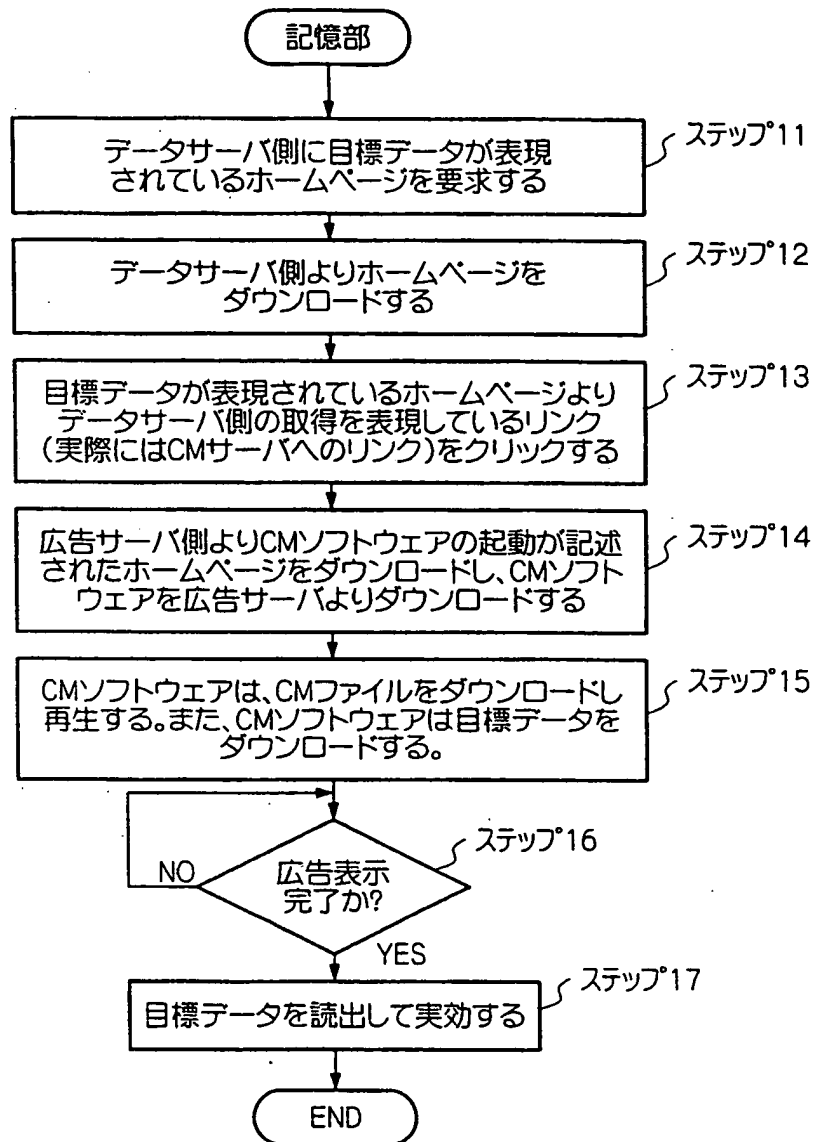 記憶部
データサーバ側に目標データが表現
されているホームページを要求する
ステップ11
データサーバ側よりホームページを
ダウンロードする
ステップ12
目標データが表現されているホームページより
データサーバ側の取得を表現しているリンク
(実際にはCMサーバへのリンク)をクリックする
ステップ13
広告サーバ側よりCMソフトウェアの起動が記述
されたホームページをダウンロードし、CMソフト
ウェアを広告サーバよりダウンロードする
ステップ14
CMソフトウェアは、CMファイルをダウンロードし
再生する。また、CMソフトウェアは目標データを
ダウンロードする。
ステップ15
広告表示
完了か?
ステップ16
NO
YES
目標データを読出して実効する
ステップ17
END